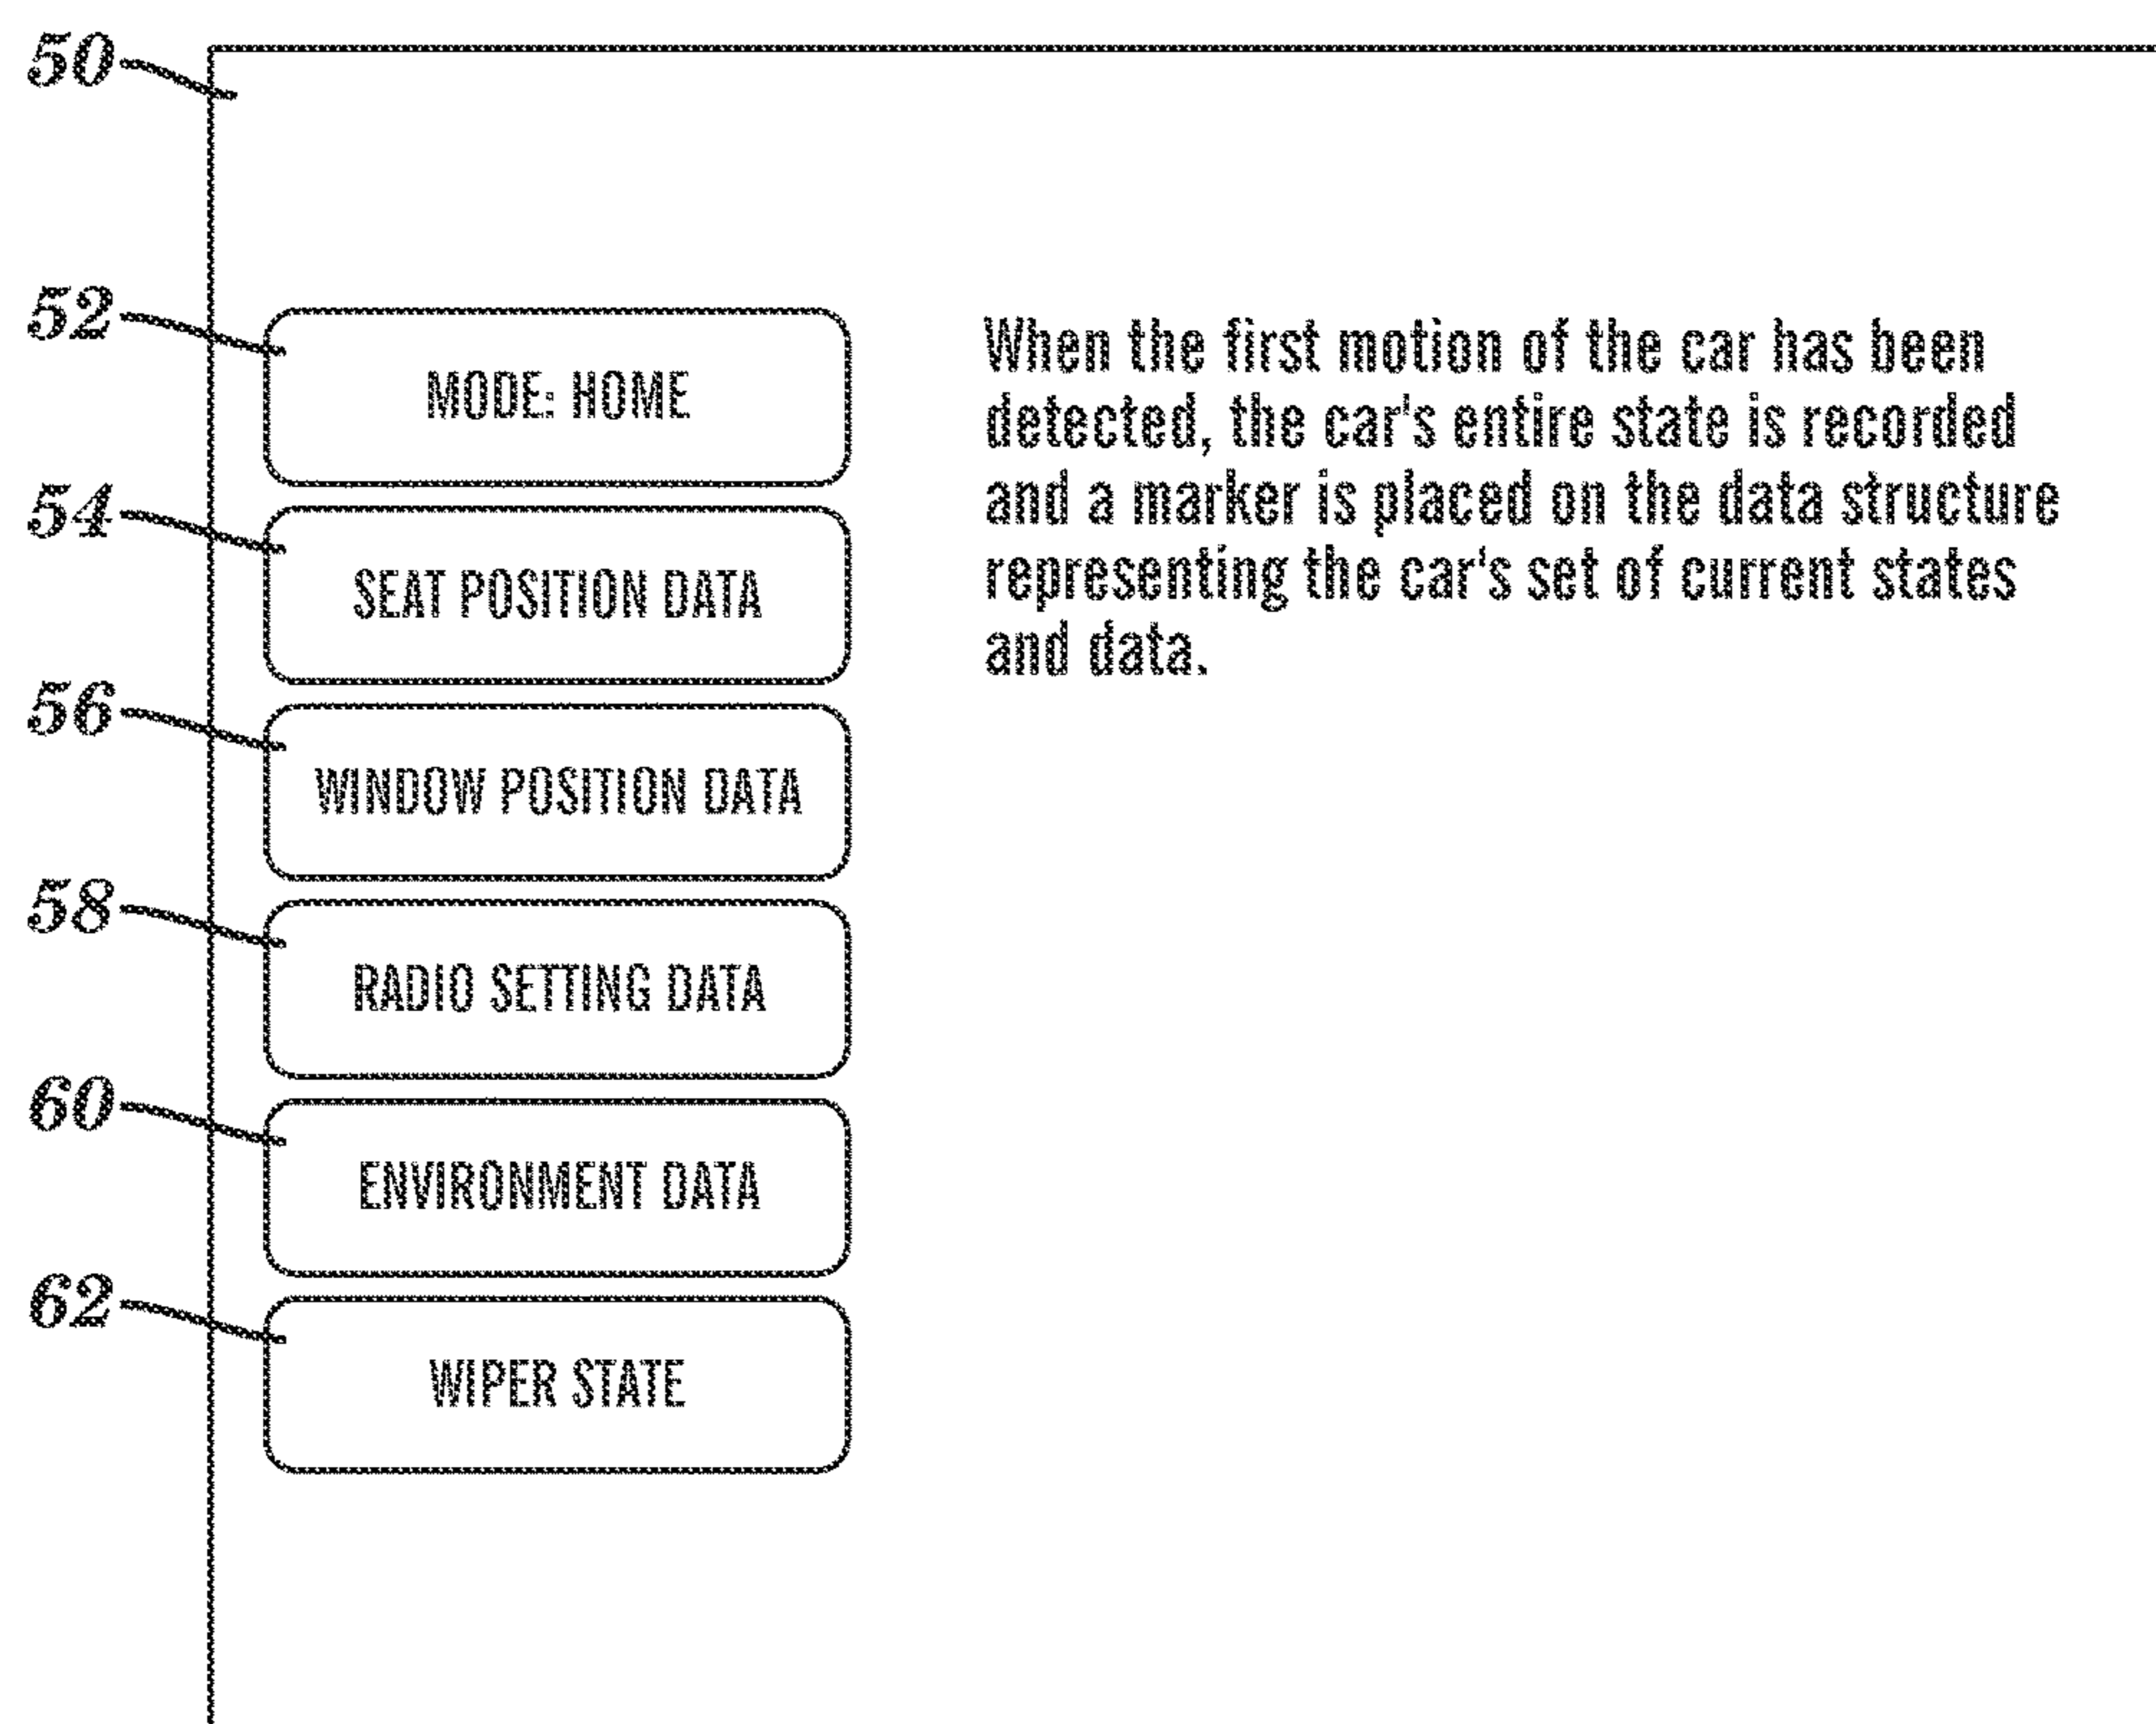 50
52
MODE: HOME
When the first motion of the car has been
detected, the car's entire state is recorded
and a marker is placed on the data structure
representing the car's set of current states
and data.
54
SEAT POSITION DATA
56
WINDOW POSITION DATA
58
RADIO SETTING DATA
60
ENVIRONMENT DATA
62
WIPER STATE